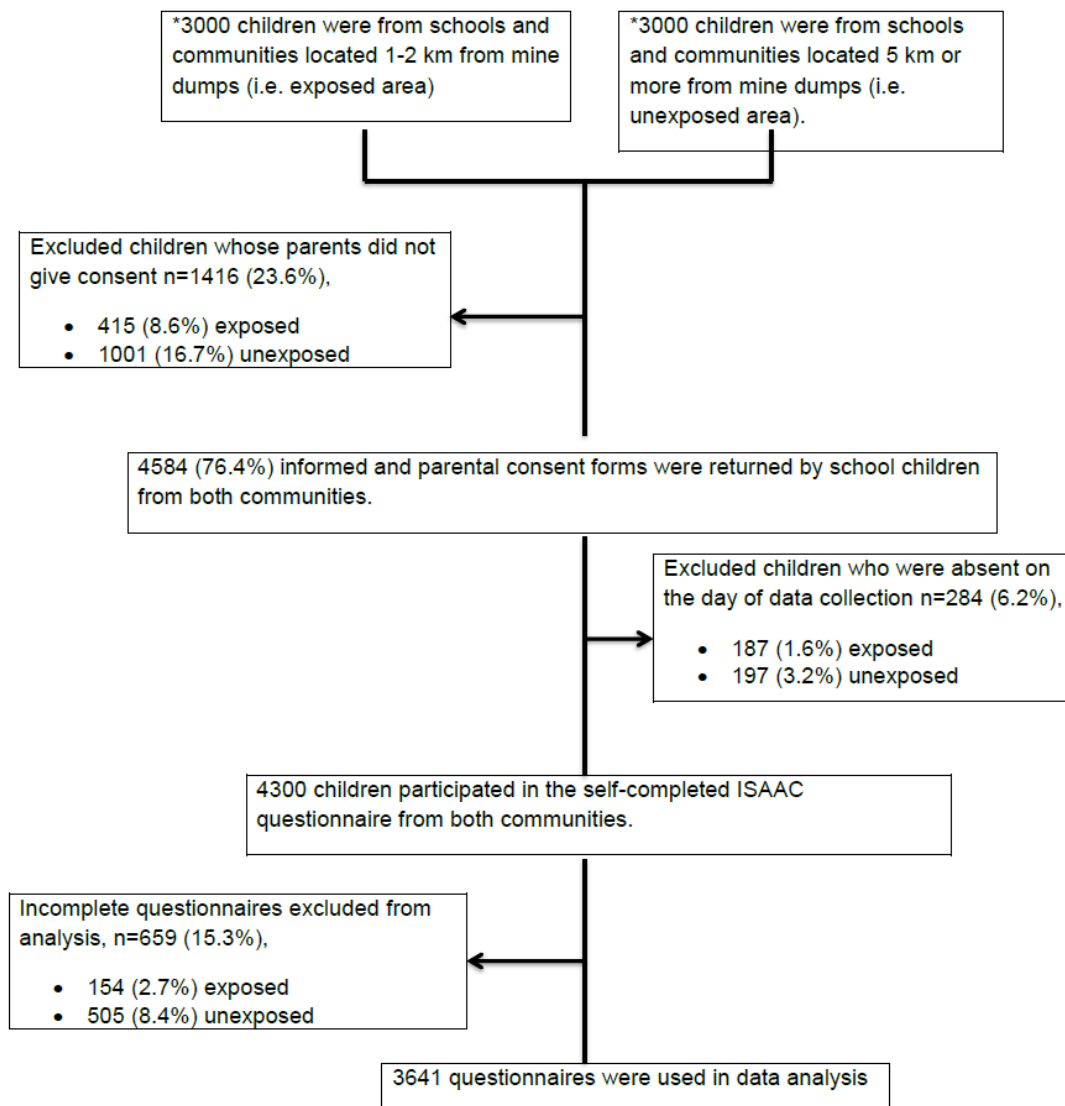 *3000 children were from schools and
communities located 1-2 km from mine
dumps (i.e. exposed area)
*3000 children were from schools
and communities located 5 km or
more from mine dumps (i.e.
unexposed area).
Excluded children whose parents did not
give consent n=1416 (23.6%),
• 415 (8.6%) exposed
• 1001 (16.7%) unexposed
4584 (76.4%) informed and parental consent forms were returned by school children
from both communities.
Excluded children who were absent on
the day of data collection n=284 (6.2%),
• 187 (1.6%) exposed
• 197 (3.2%) unexposed
4300 children participated in the self-completed ISAAC
questionnaire from both communities.
Incomplete questionnaires excluded from
analysis, n=659 (15.3%),
• 154 (2.7%) exposed
• 505 (8.4%) unexposed
3641 questionnaires were used in data analysis